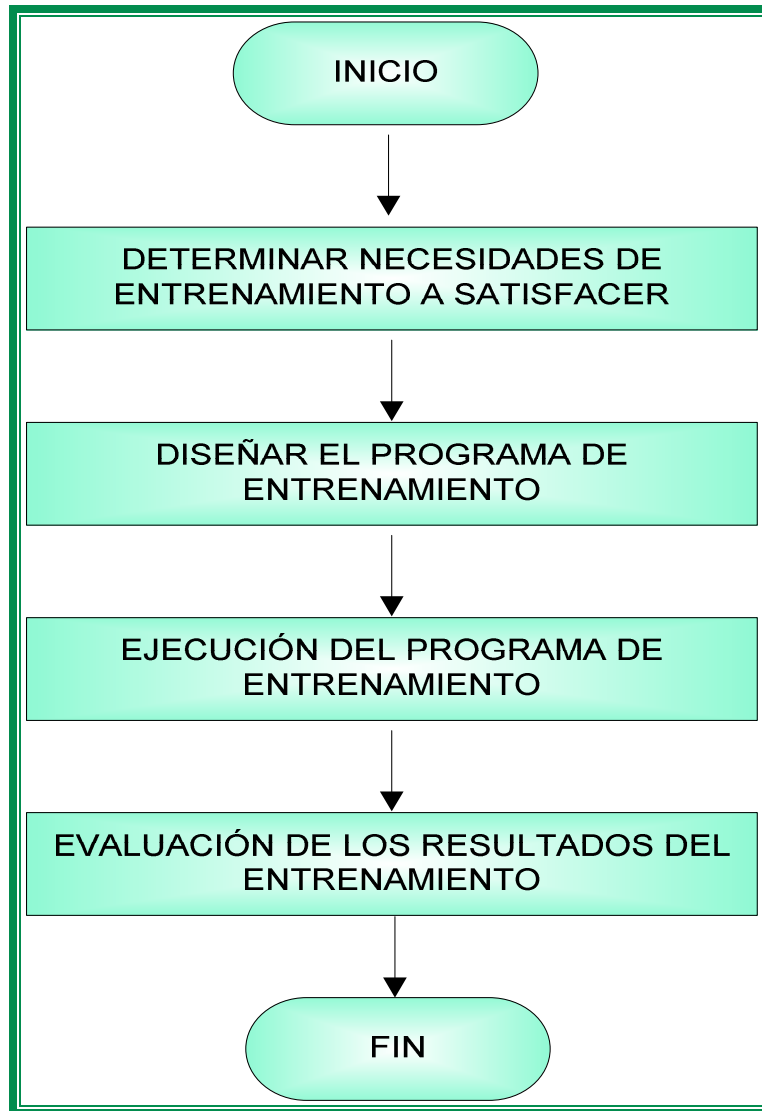 INICIO
DETERMINAR NECESIDADES DE
ENTRENAMIENTO A SATISFACER
DISEÑAR EL PROGRAMA DE
ENTRENAMIENTO
EJECUCIÓN DEL PROGRAMA DE
ENTRENAMIENTO
EVALUACIÓN DE LOS RESULTADOS DEL
ENTRENAMIENTO
FIN